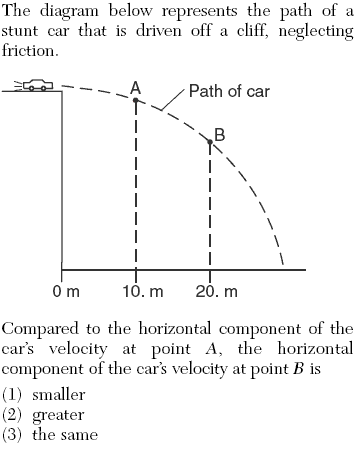 The diagram below represents the path of a
stunt car that is driven off a cliff, neglecting
friction.
A
Path of car
B
0 m
10. m
20. m
Compared to the horizontal component of the
car's velocity at point A, the horizontal
component of the car's velocity at point B is
(1) smaller
(2) greater
(3) the same